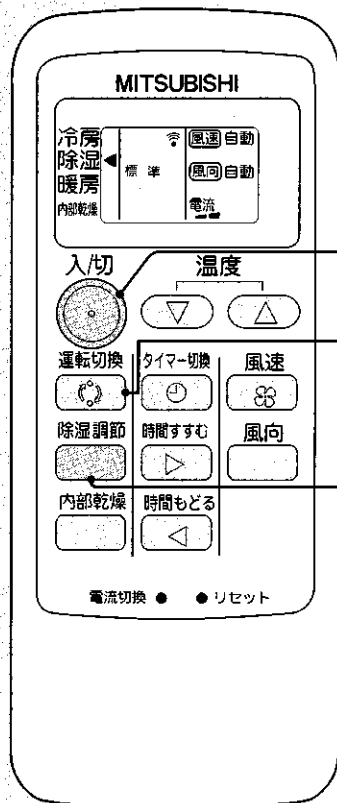 MITSUBISHI
冷房
除湿
暖房
内部乾燥
標準
風速 自動
風向 自動
電流
入/切
温度
運転切換 タイマー切換 風速
除湿調節 時間すすむ 風向
内部乾燥 時間もどる
電流切換 リセット